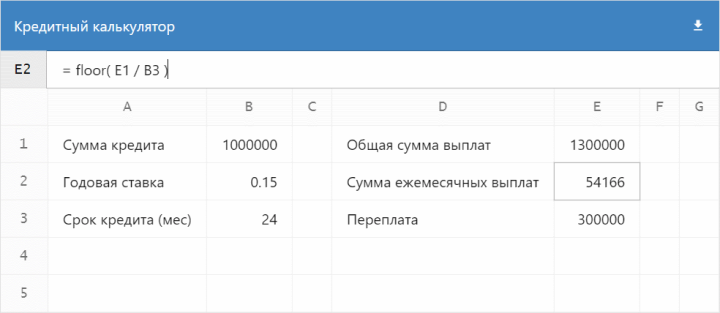 Кредитный калькулятор
E2 = floor( E1 / B3 )
A B C D E F G
1 Сумма кредита 1000000 Общая сумма выплат 1300000
2 Годовая ставка 0.15 Сумма ежемесячных выплат 54166
3 Срок кредита (мес) 24 Переплата 300000
4
5